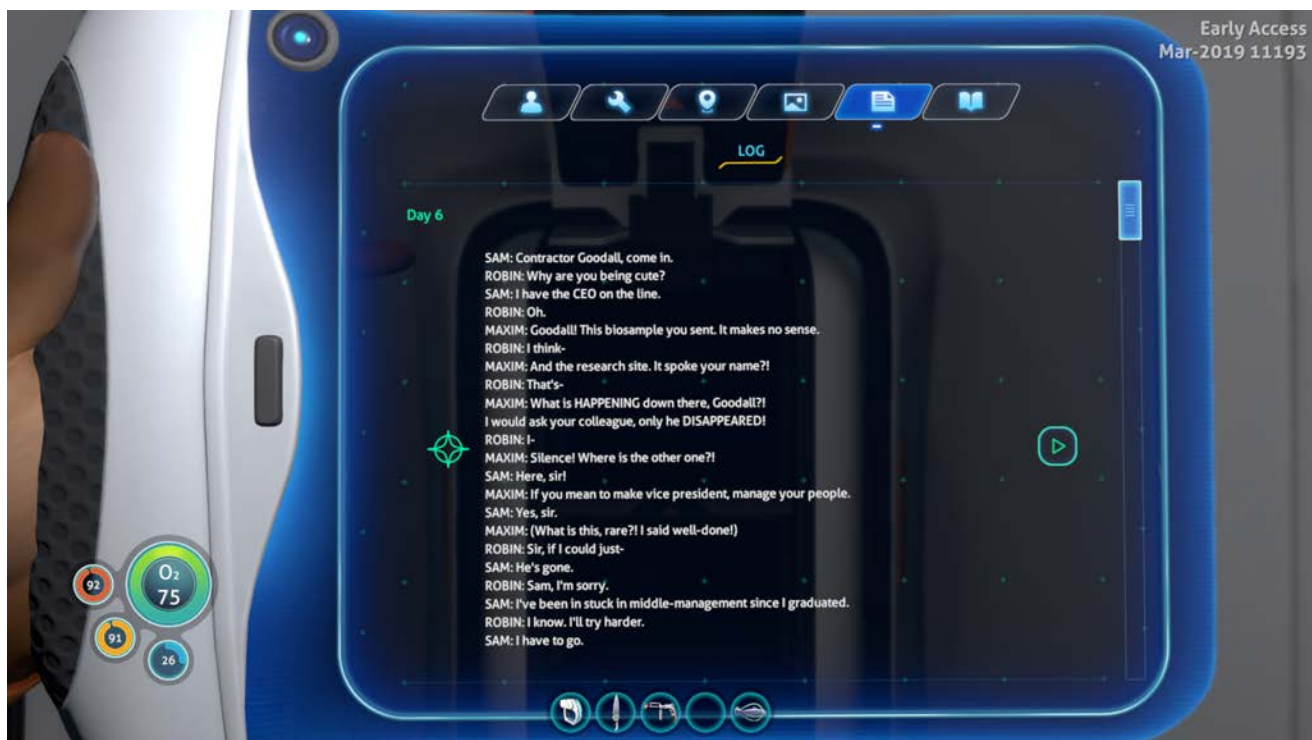 Early Access
Mar-2019 11193
LOG
Day 6
SAM: Contractor Goodall, come in.
ROBIN: Why are you being cute?
SAM: I have the CEO on the line.
ROBIN: Oh.
MAXIM: Goodall! This biosample you sent. It makes no sense.
ROBIN: I think-
MAXIM: And the research site. It spoke your name?!
ROBIN: That's-
MAXIM: What is HAPPENING down there, Goodall?!
I would ask your colleague, only he DISAPPEARED!
ROBIN: I-
MAXIM: Silence! Where is the other one?!
SAM: Here, sir!
MAXIM: If you mean to make vice president, manage your people.
SAM: Yes, sir.
MAXIM: (What is this, rare?! I said well-done!)
ROBIN: Sir, if I could just-
SAM: He's gone.
ROBIN: Sam, I'm sorry.
SAM: I've been in stuck in middle-management since I graduated.
ROBIN: I know. I'll try harder.
SAM: I have to go.
92
O2
75
91
26